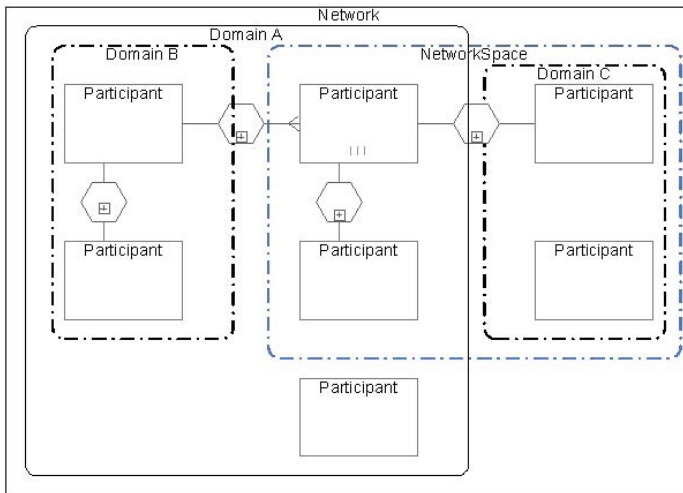 Network
Domain A
Domain B
NetworkSpace
Domain C
Participant
Participant
Participant
Participant
Participant
Participant
Participant